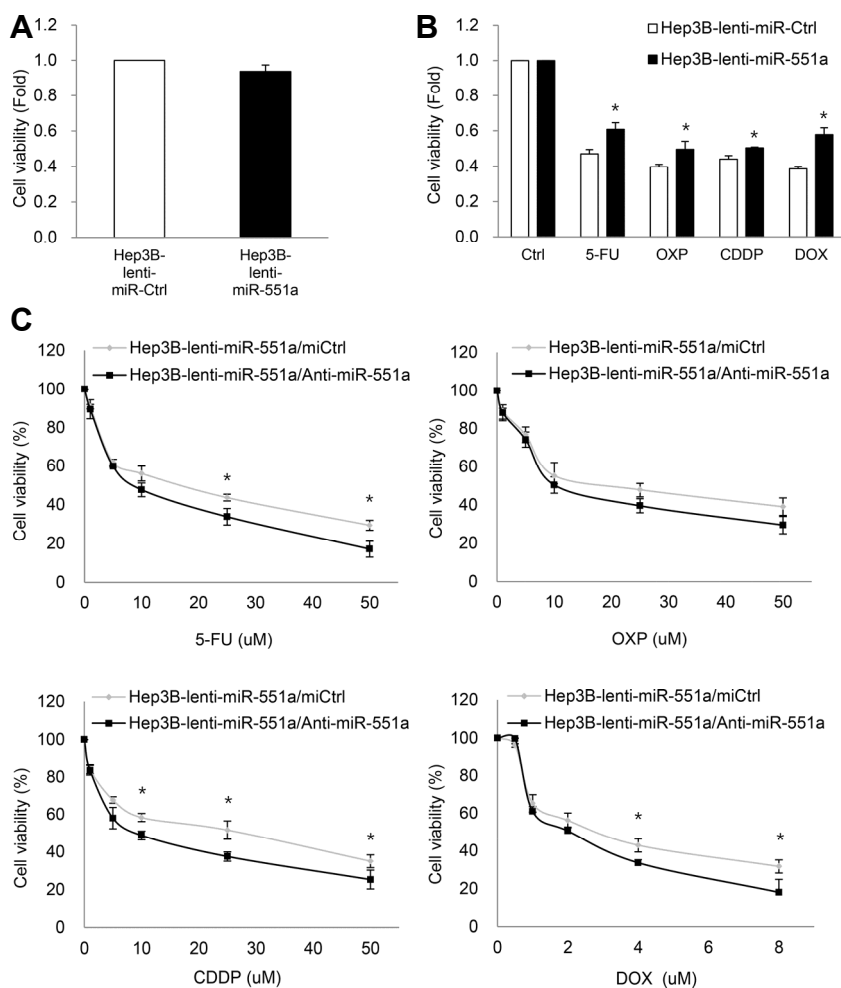 A
Cell viability (Fold)
1.2
1.0
0.8
0.6
0.4
0.2
0.0
Hep3B-
lenti-
miR-Ctrl
Hep3B-
lenti-
miR-551a
B
Hep3B-lenti-miR-Ctrl
Hep3B-lenti-miR-551a
Cell viability (Fold)
1.2
1.0
0.8
0.6
0.4
0.2
0.0
* * * *
Ctrl 5-FU OXP CDDP DOX
C
Hep3B-lenti-miR-551a/miCtrl
Hep3B-lenti-miR-551a/Anti-miR-551a
Cell viability (%)
120
100
80
60
40
20
0
* *
0 10 20 30 40 50
5-FU (uM)
Hep3B-lenti-miR-551a/miCtrl
Hep3B-lenti-miR-551a/Anti-miR-551a
Cell viability (%)
120
100
80
60
40
20
0
0 10 20 30 40 50
OXP (uM)
Hep3B-lenti-miR-551a/miCtrl
Hep3B-lenti-miR-551a/Anti-miR-551a
Cell viability (%)
120
100
80
60
40
20
0
* * *
0 10 20 30 40 50
CDDP (uM)
Hep3B-lenti-miR-551a/miCtrl
Hep3B-lenti-miR-551a/Anti-miR-551a
Cell viability (%)
120
100
80
60
40
20
0
* *
0 2 4 6 8
DOX (uM)